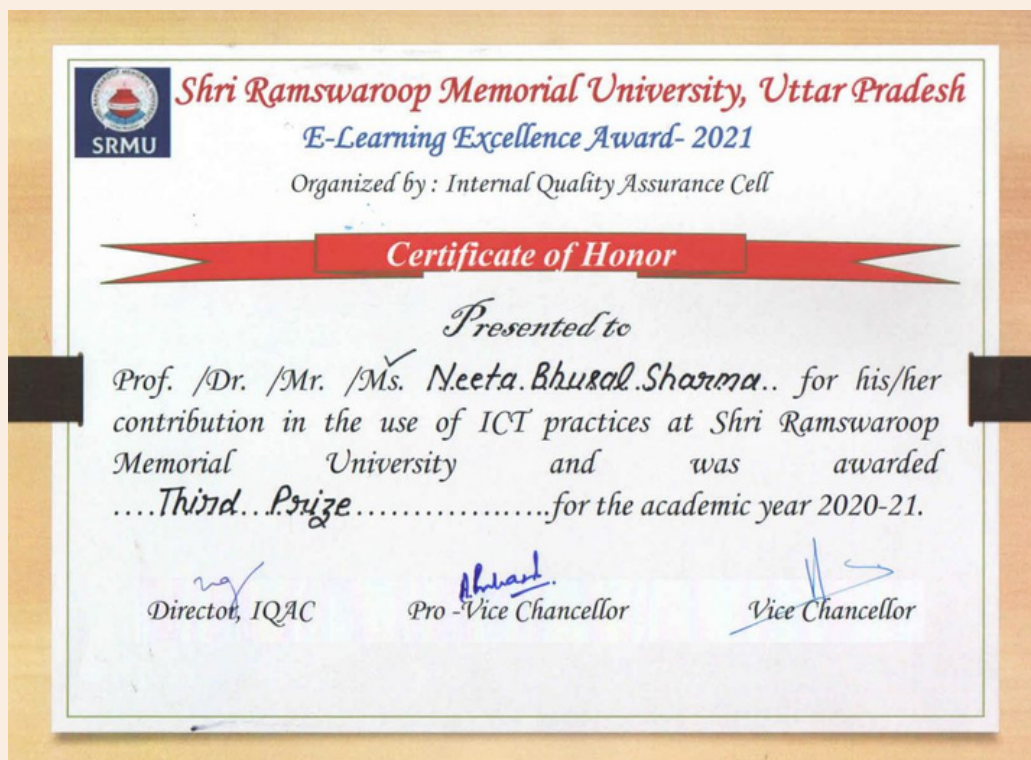 SRMU
Shri Ramswaroop Memorial University, Uttar Pradesh
E-Learning Excellence Award- 2021
Organized by : Internal Quality Assurance Cell
Certificate of Honor
Presented to
Prof. /Dr. /Mr. /Ms. Neeta.Bhusal.Sharma.. for his/her
contribution in the use of ICT practices at Shri Ramswaroop
Memorial University and was awarded
....Third...Prize..................for the academic year 2020-21.
Director, IQAC Pro -Vice Chancellor Vice Chancellor